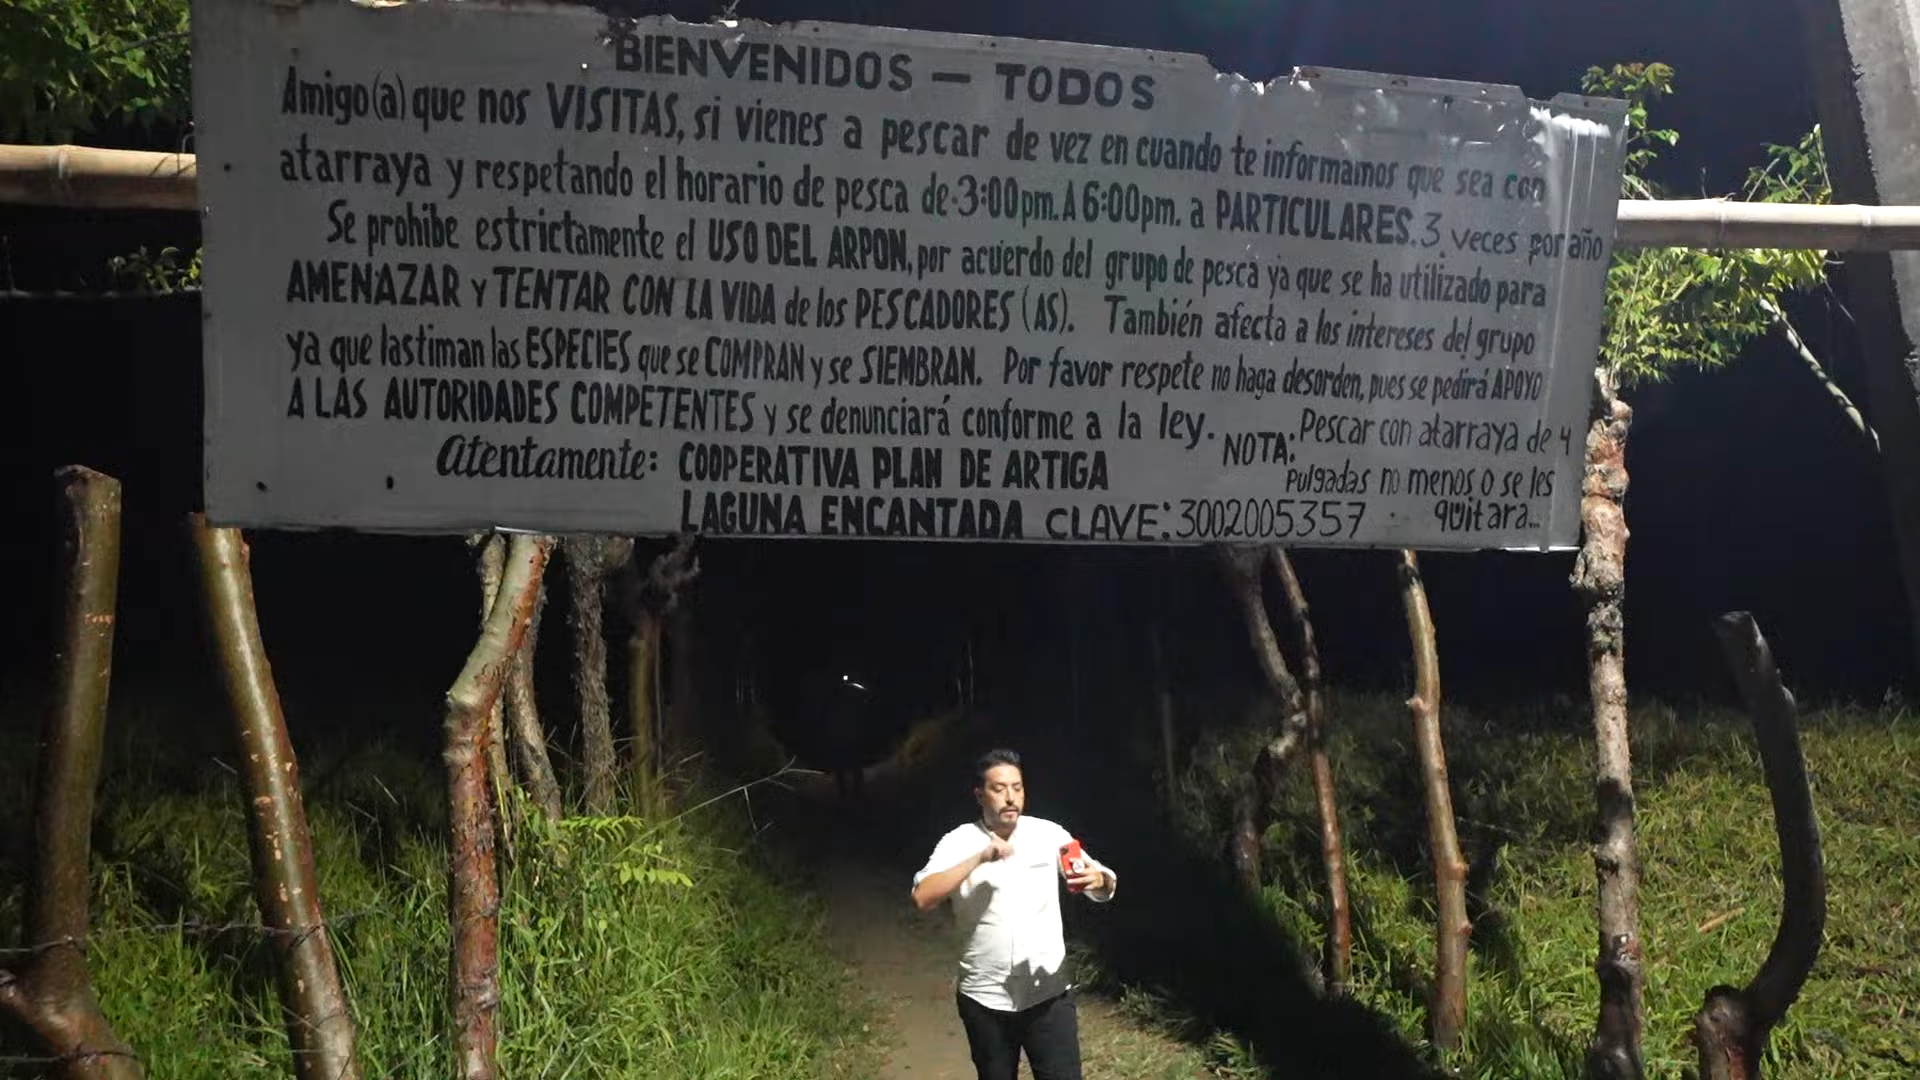 BIENVENIDOS — TODOS
Amigo(a) que nos VISITAS, si vienes a pescar de vez en cuando te informamos que sea con
atarraya y respetando el horario de pesca de 3:00pm. A 6:00pm. a PARTICULARES. 3 veces por año
Se prohibe estrictamente el USO DEL ARPON, por acuerdo del grupo de pesca ya que se ha utilizado para
AMENAZAR y TENTAR CON LA VIDA de los PESCADORES (AS). También afecta a los intereses del grupo
ya que lastiman las ESPECIES que se COMPRAN y se SIEMBRAN. Por favor respete no haga desorden, pues se pedirá APOYO
A LAS AUTORIDADES COMPETENTES y se denunciará conforme a la ley.
NOTA: Pescar con atarraya de 4
pulgadas no menos o se les
quitara...
Atentamente: COOPERATIVA PLAN DE ARTIGA
LAGUNA ENCANTADA CLAVE: 3002005357